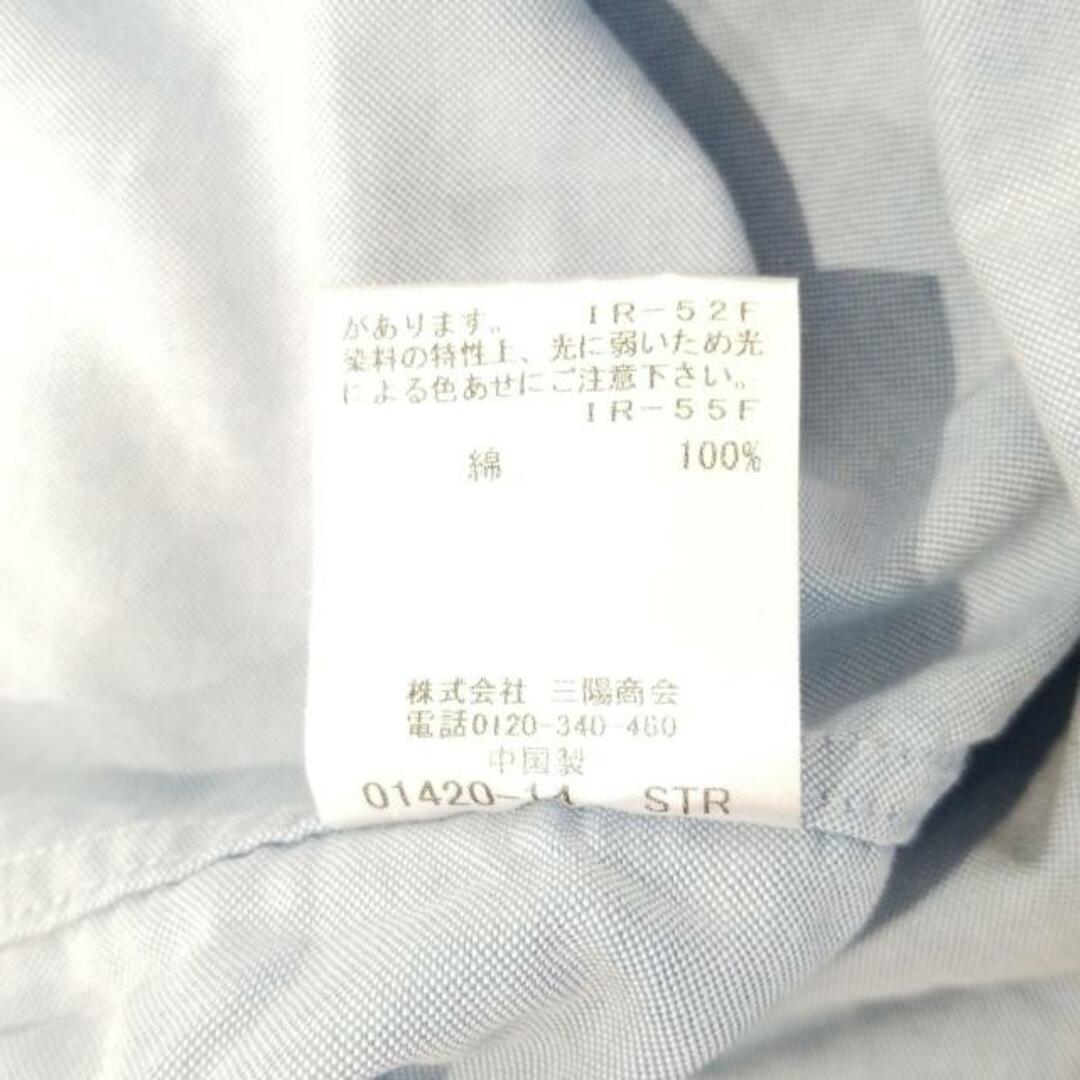 があります。 IR-52F
染料の特性上、光に弱いため光
による色あせにご注意下さい。
IR-55F
綿 100%
株式会社 三陽商会
電話0120-340-460
中国製
01420-14 STR